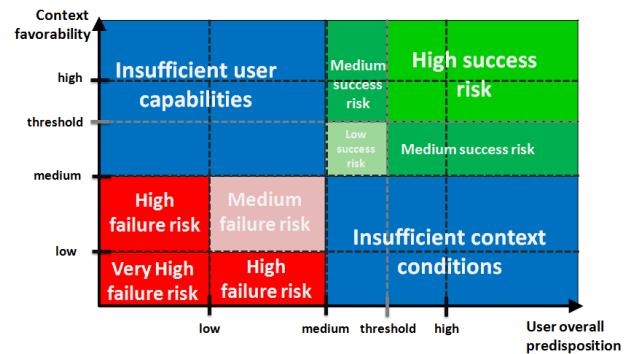 Context
favorability
high
threshold
medium
low
Insufficient user
capabilities
Medium
success
risk
High success
risk
Low
success
risk
Medium success risk
High
failure risk
Medium
failure risk
Very High
failure risk
High
failure risk
Insufficient context
conditions
low
medium
threshold
high
User overall
predisposition